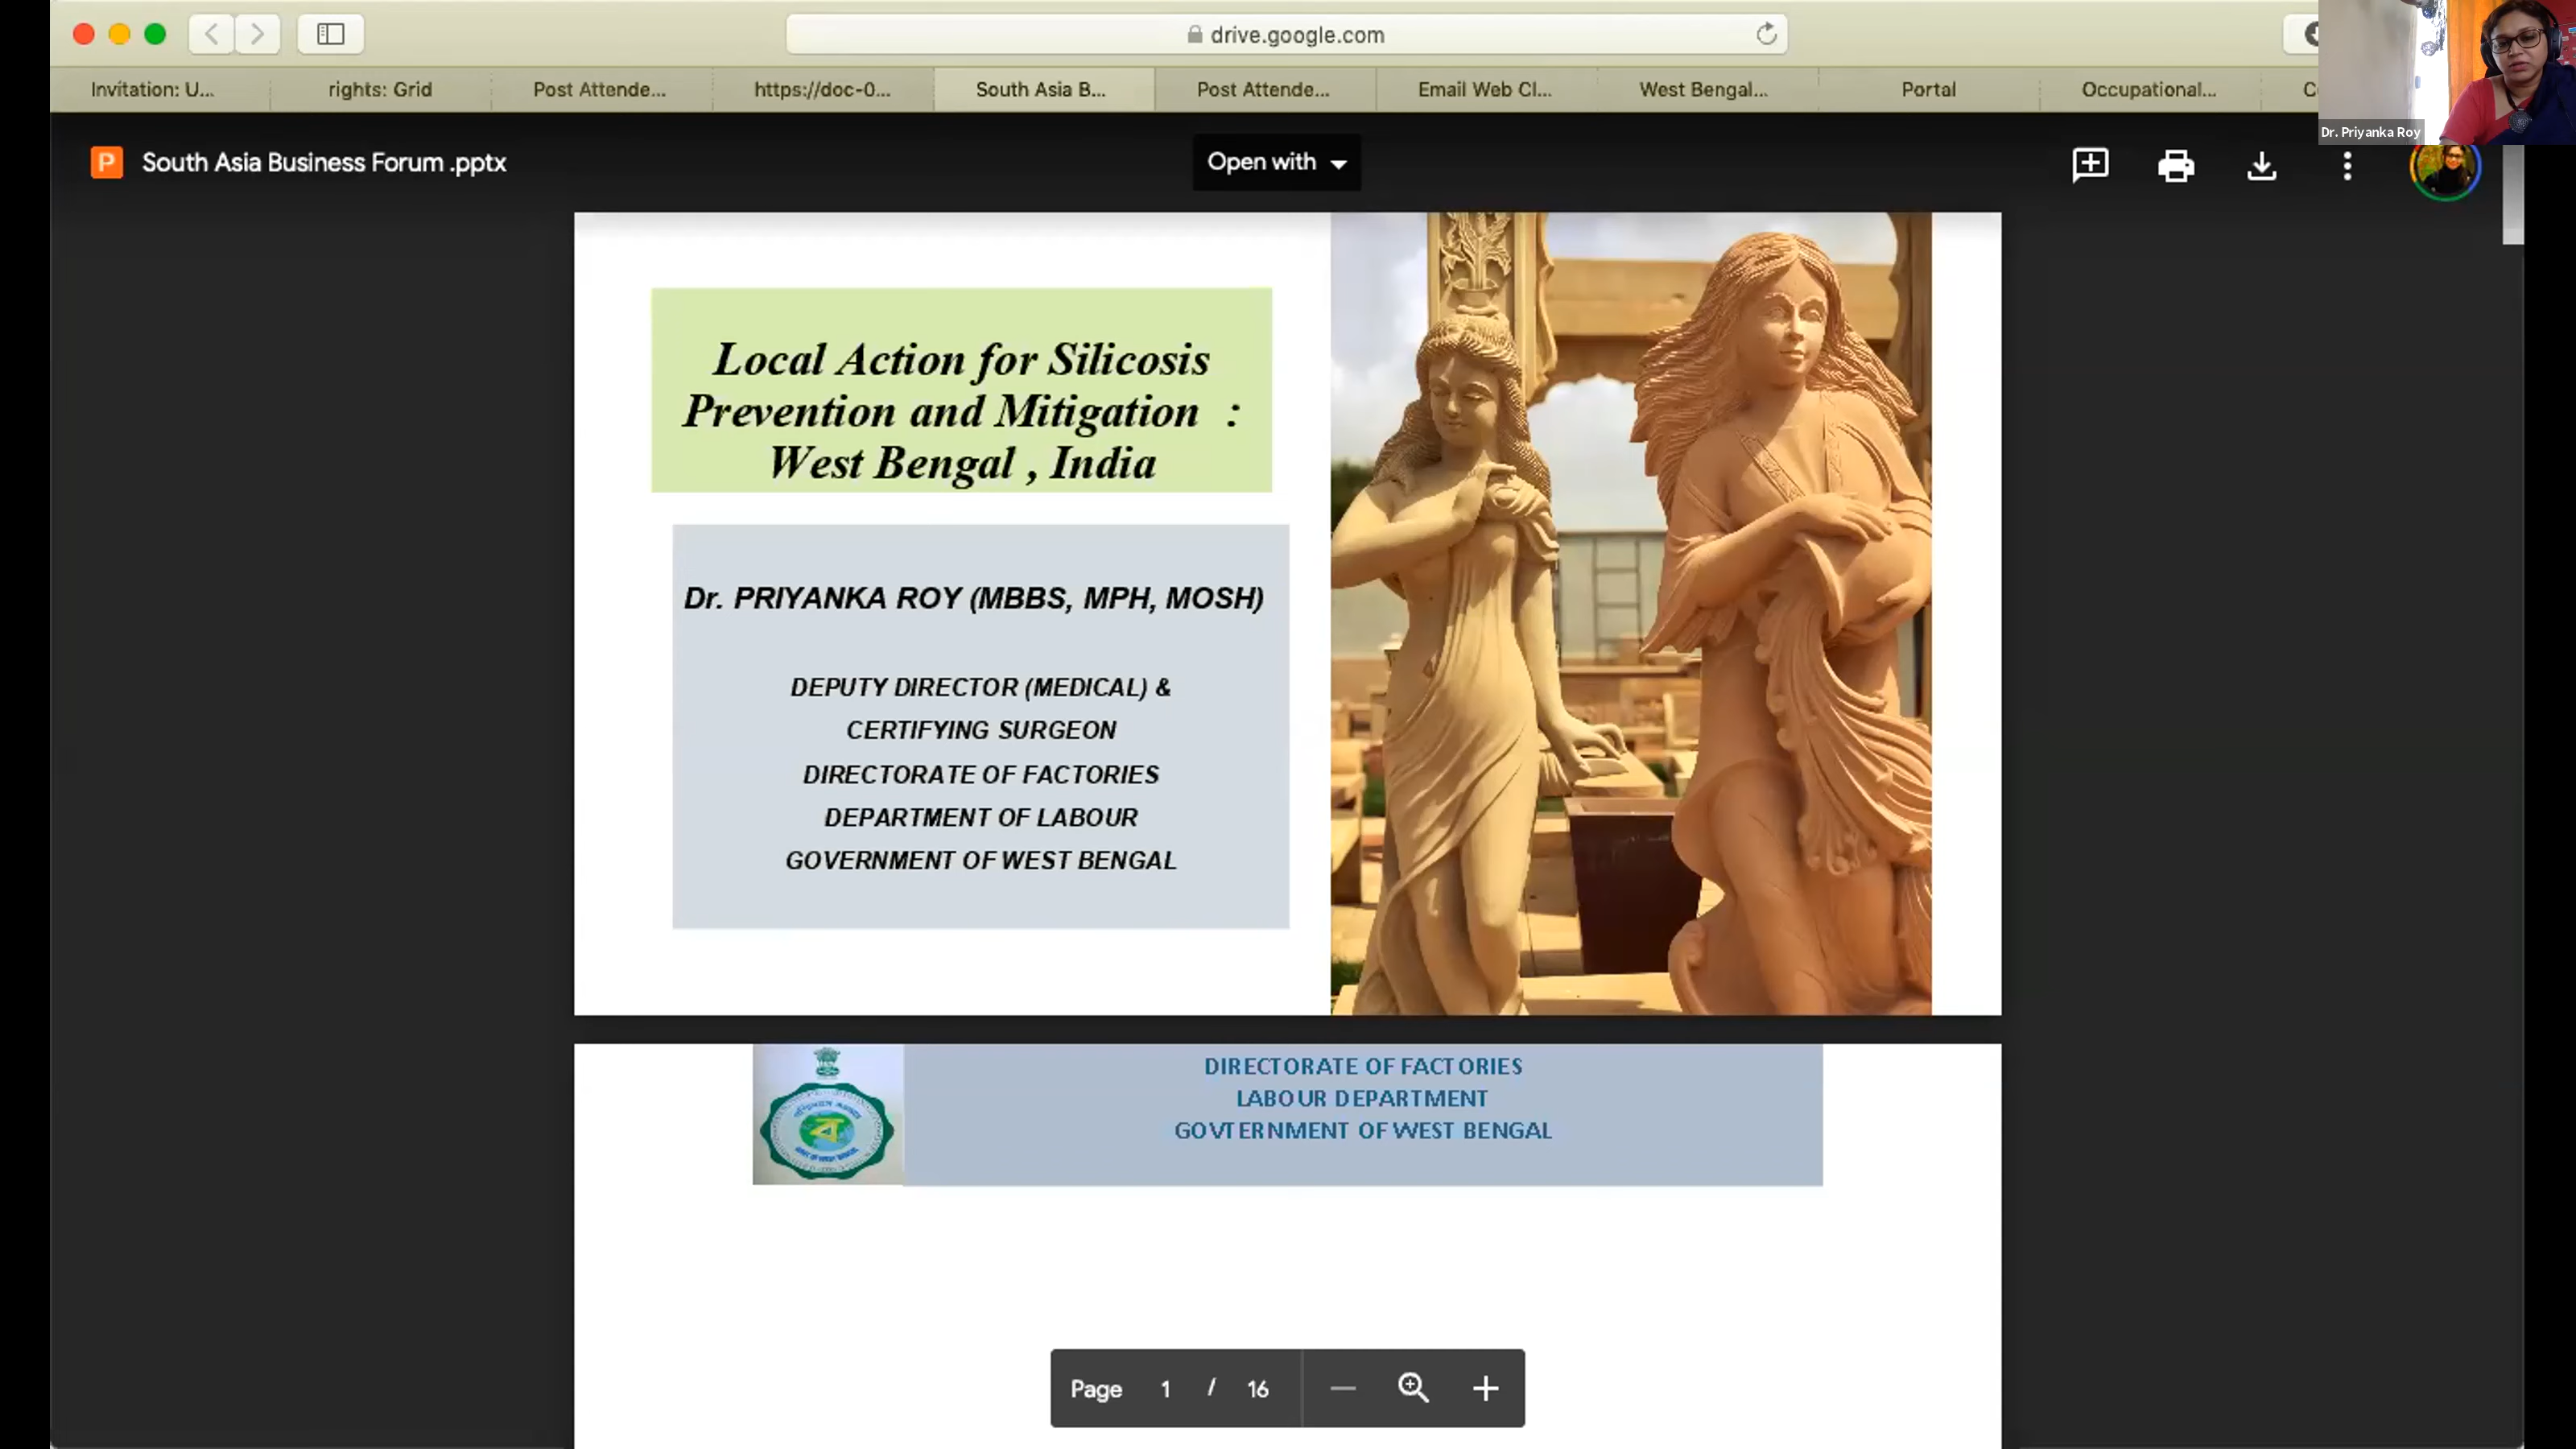 drive.google.com
Invitation: U...
rights: Grid
Post Attende...
https://doc-0...
South Asia B...
Post Attende...
Email Web Cl...
West Bengal...
Portal
Occupational...
Dr. Priyanka Roy
P
South Asia Business Forum .pptx
Open with
Local Action for Silicosis
Prevention and Mitigation :
West Bengal , India
Dr. PRIYANKA ROY (MBBS, MPH, MOSH)
DEPUTY DIRECTOR (MEDICAL) &
CERTIFYING SURGEON
DIRECTORATE OF FACTORIES
DEPARTMENT OF LABOUR
GOVERNMENT OF WEST BENGAL
DIRECTORATE OF FACTORIES
LABOUR DEPARTMENT
GOVTERNMENT OF WEST BENGAL
ব
Page 1 / 16